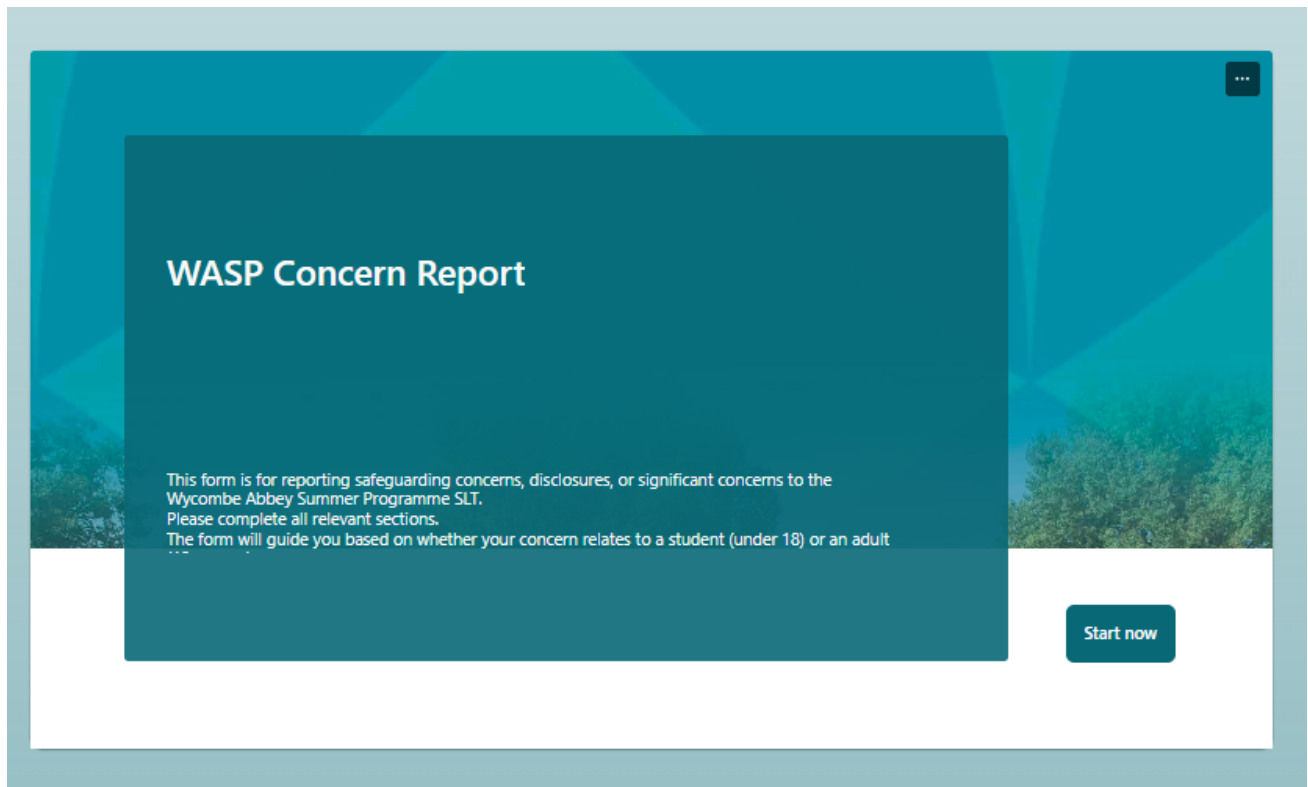 WASP Concern Report
This form is for reporting safeguarding concerns, disclosures, or significant concerns to the
Wycombe Abbey Summer Programme SLT.
Please complete all relevant sections.
The form will guide you based on whether your concern relates to a student (under 18) or an adult
Start now